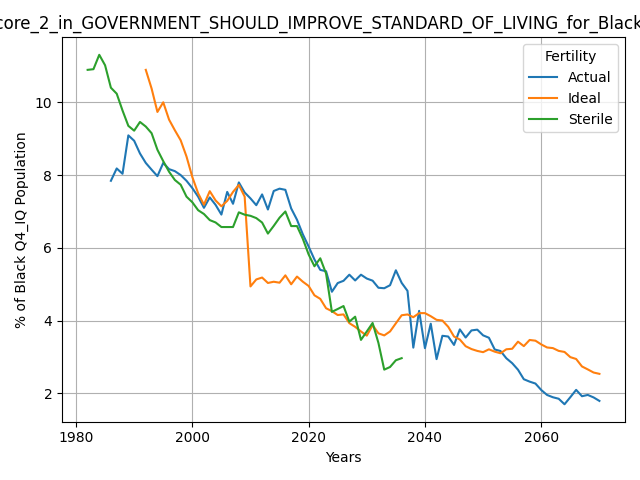 core_2_in_GOVERNMENT_SHOULD_IMPROVE_STANDARD_OF_LIVING_for_Black
Fertility
Actual
Ideal
Sterile
% of Black Q4_IQ Population
10
8
6
4
2
1980 2000 2020 2040 2060
Years